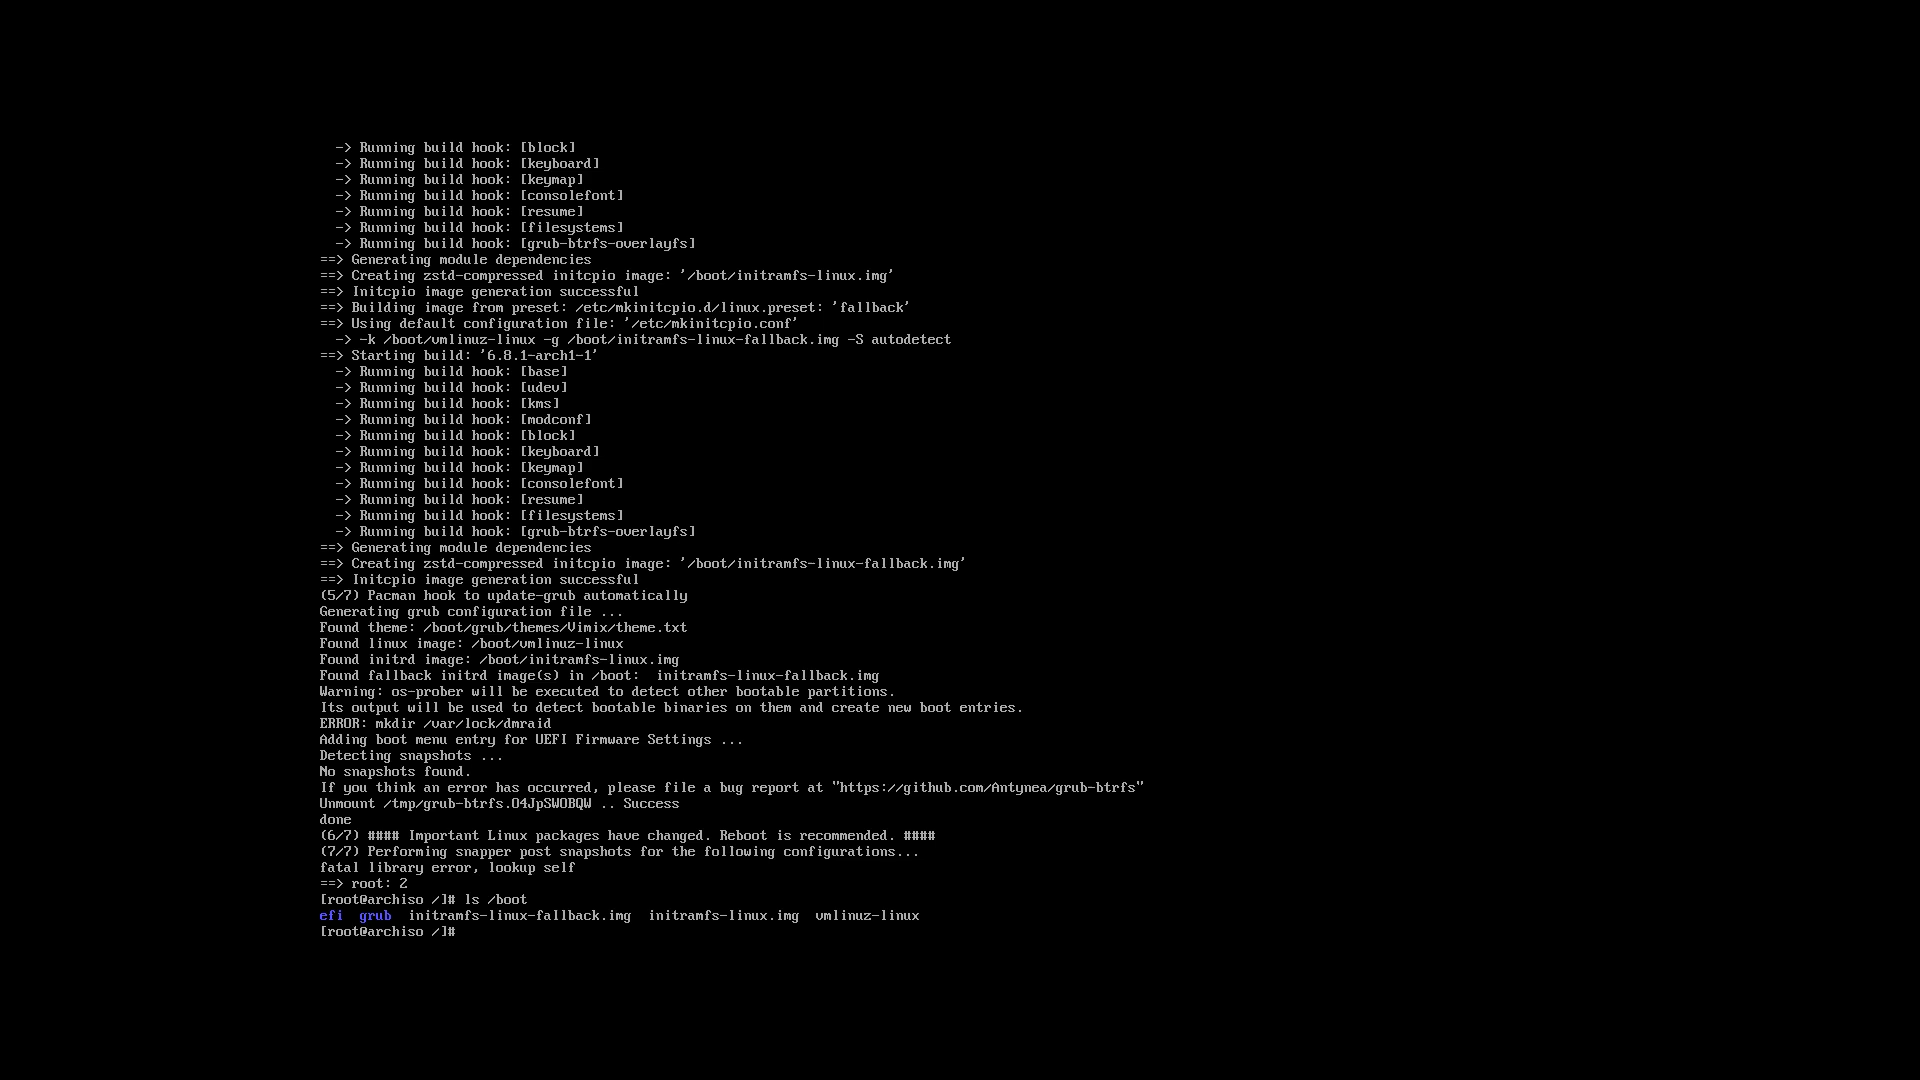 -> Running build hook: [block]
-> Running build hook: [keyboard]
-> Running build hook: [keymap]
-> Running build hook: [consolefont]
-> Running build hook: [resume]
-> Running build hook: [filesystems]
-> Running build hook: [grub-btrfs-overlayfs]
==> Generating module dependencies
==> Creating zstd-compressed initcpio image: '/boot/initramfs-linux.img'
==> Initcpio image generation successful
==> Building image from preset: /etc/mkinitcpio.d/linux.preset: 'fallback'
==> Using default configuration file: '/etc/mkinitcpio.conf'
-> -k /boot/vmlinuz-linux -g /boot/initramfs-linux-fallback.img -S autodetect
==> Starting build: '6.8.1-arch1-1'
-> Running build hook: [base]
-> Running build hook: [udev]
-> Running build hook: [kms]
-> Running build hook: [modconf]
-> Running build hook: [block]
-> Running build hook: [keyboard]
-> Running build hook: [keymap]
-> Running build hook: [consolefont]
-> Running build hook: [resume]
-> Running build hook: [filesystems]
-> Running build hook: [grub-btrfs-overlayfs]
==> Generating module dependencies
==> Creating zstd-compressed initcpio image: '/boot/initramfs-linux-fallback.img'
==> Initcpio image generation successful
(5/7) Pacman hook to update-grub automatically
Generating grub configuration file ...
Found theme: /boot/grub/themes/Vimix/theme.txt
Found linux image: /boot/vmlinuz-linux
Found initrd image: /boot/initramfs-linux.img
Found fallback initrd image(s) in /boot:  initramfs-linux-fallback.img
Warning: os-prober will be executed to detect other bootable partitions.
Its output will be used to detect bootable binaries on them and create new boot entries.
ERROR: mkdir /var/lock/dmraid
Adding boot menu entry for UEFI Firmware Settings ...
Detecting snapshots ...
No snapshots found.
If you think an error has occurred, please file a bug report at "https://github.com/Antynea/grub-btrfs"
Unmount /tmp/grub-btrfs.O4JpSWOBQW .. Success
done
(6/7) #### Important Linux packages have changed. Reboot is recommended. ####
(7/7) Performing snapper post snapshots for the following configurations...
fatal library error, lookup self
==> root: 2
[root@archiso /]# ls /boot
efi  grub  initramfs-linux-fallback.img  initramfs-linux.img  vmlinuz-linux
[root@archiso /]#